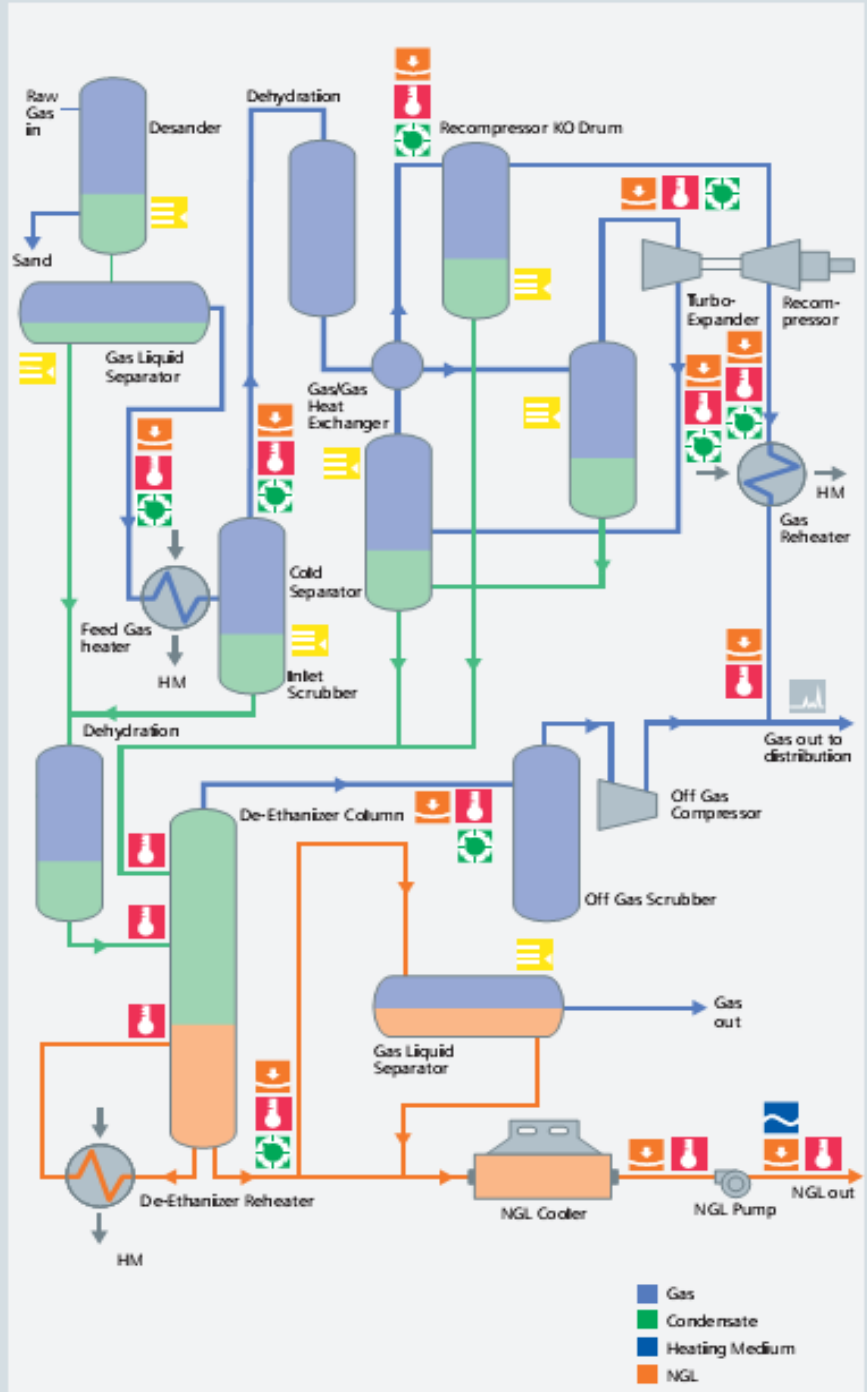 Raw
Gas
in
Desander
Dehydration
Recompressor KO Drum
Sand
Gas Liquid
Separator
Turbo-
Expander
Recom-
pressor
Gas/Gas
Heat
Exchanger
HM
Gas
Reheater
Cold
Separator
Feed Gas
heater
HM
Inlet
Scrubber
Dehydration
Gas out to
distribution
De-Ethanizer Column
Off Gas
Compressor
Off Gas Scrubber
Gas
out
Gas Liquid
Separator
De-Ethanizer Reheater
NGL Cooler
NGL Pump
NGL out
HM
Gas
Condensate
Heating Medium
NGL